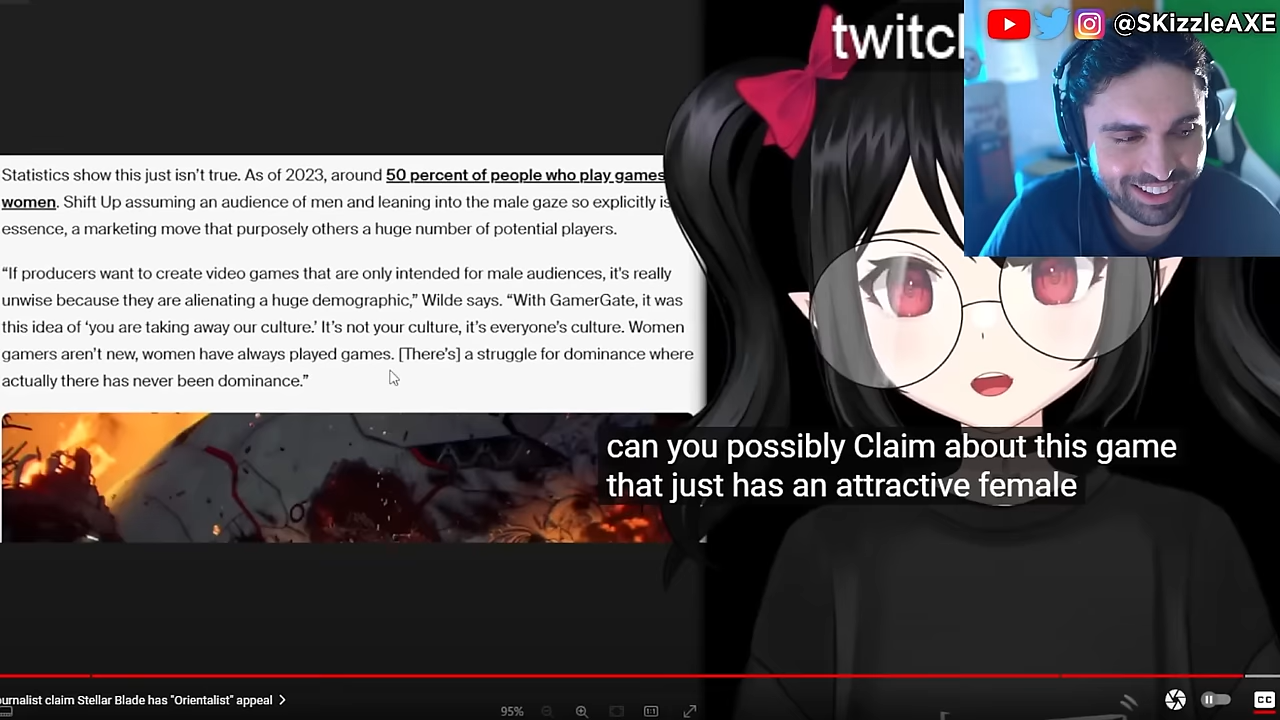 twitch
@SKizzleAXE
Statistics show this just isn't true. As of 2023, around 50 percent of people who play games
women. Shift Up assuming an audience of men and leaning into the male gaze so explicitly is
essence, a marketing move that purposely others a huge number of potential players.
“If producers want to create video games that are only intended for male audiences, it's really
unwise because they are alienating a huge demographic,” Wilde says. “With GamerGate, it was
this idea of ‘you are taking away our culture.’ It’s not your culture, it’s everyone’s culture. Women
gamers aren’t new, women have always played games. [There’s] a struggle for dominance where
actually there has never been dominance.”
can you possibly Claim about this game
that just has an attractive female
ournalist claim Stellar Blade has "Orientalist" appeal
95%
1:1
CC